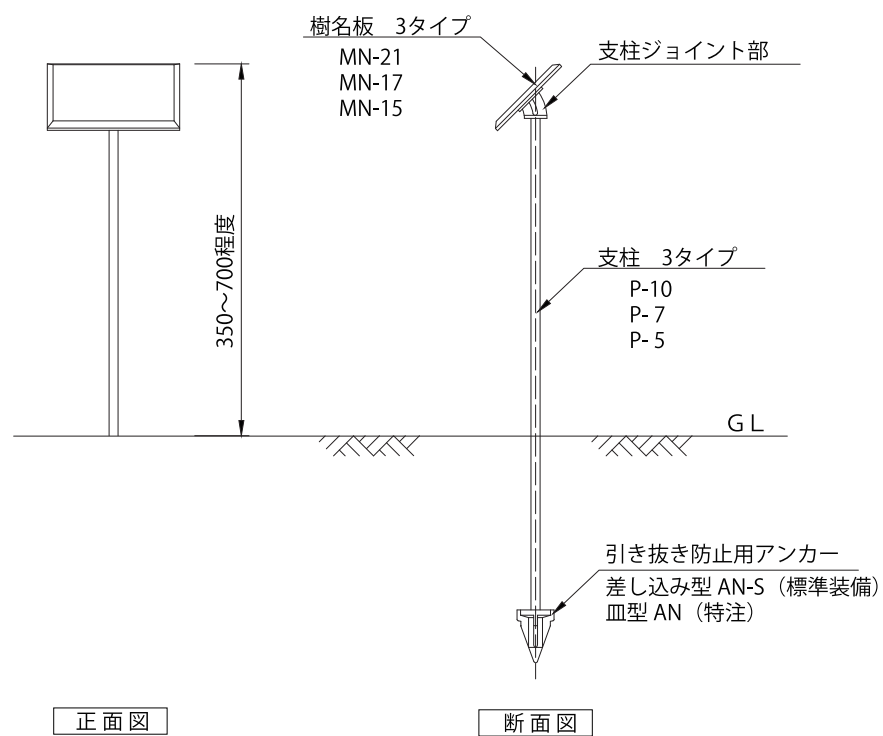 樹名板　3タイプ
MN-21
MN-17
MN-15
支柱ジョイント部
350〜700程度
支柱　3タイプ
P-10
P- 7
P- 5
ＧＬ
引き抜き防止用アンカー
差し込み型 AN-S（標準装備）
皿型 AN（特注）
正面図
断面図